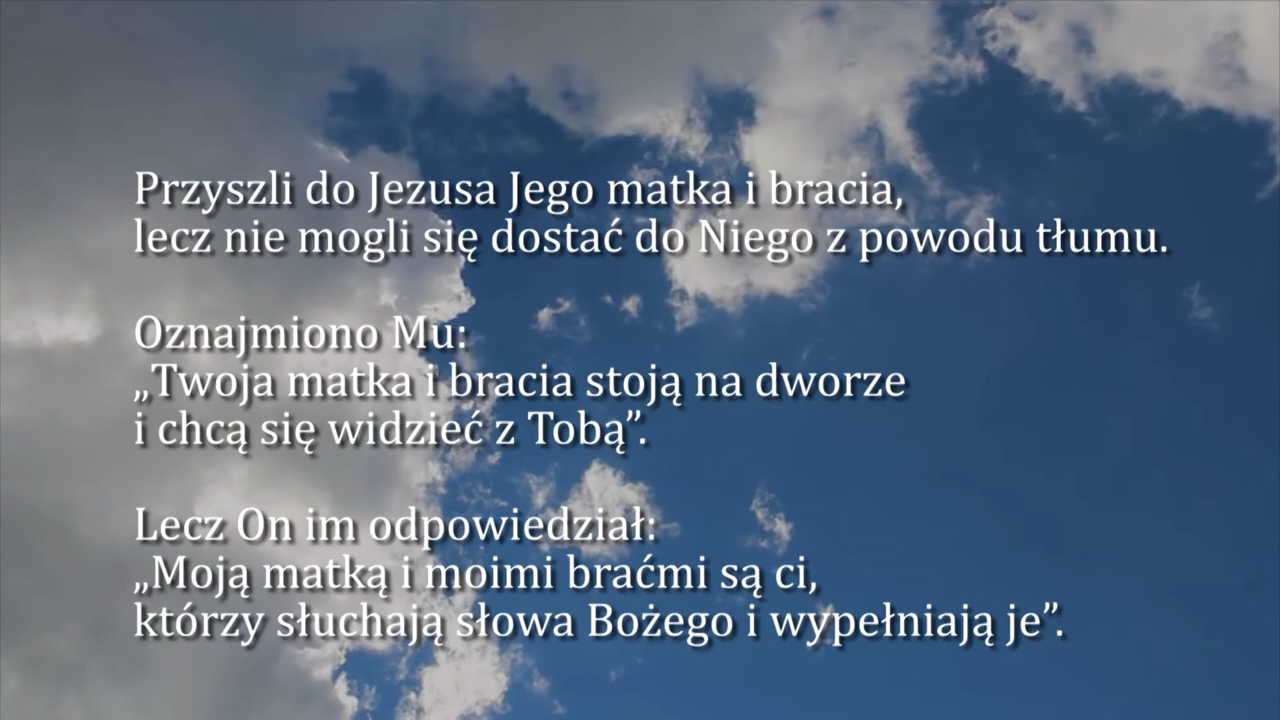 Przyszli do Jezusa Jego matka i bracia,
lecz nie mogli się dostać do Niego z powodu tłumu.
Oznajmiono Mu:
„Twoja matka i bracia stoją na dworze
i chcą się widzieć z Tobą”.
Lecz On im odpowiedział:
„Moją matką i moimi braćmi są ci,
którzy słuchają słowa Bożego i wypełniają je”.